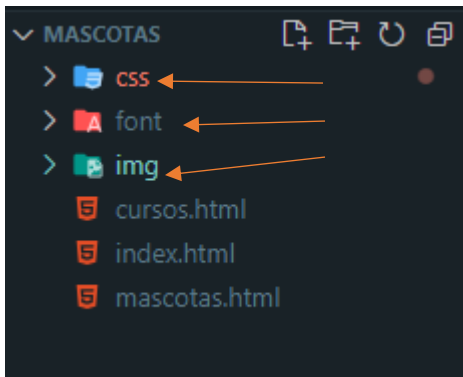 MASCOTAS
css
font
img
cursos.html
index.html
mascotas.html